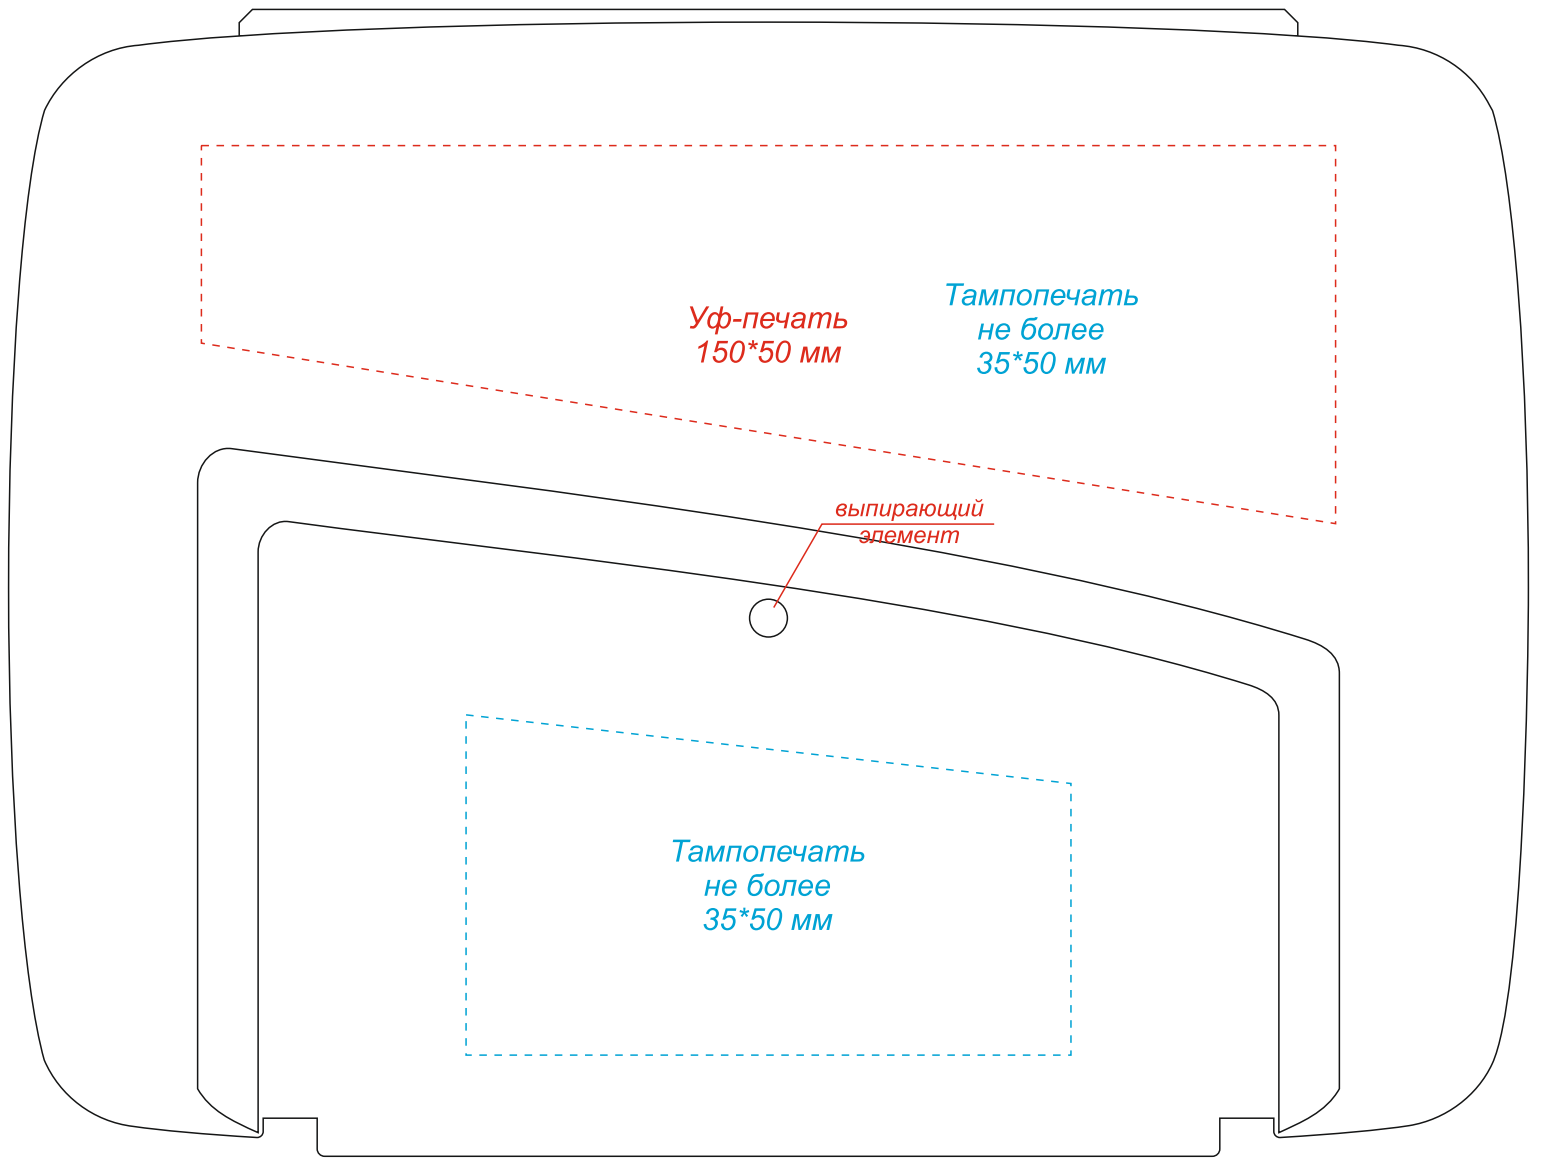 Уф-печать
150*50 мм
Тампопечать
не более
35*50 мм
выпирающий
элемент
Тампопечать
не более
35*50 мм